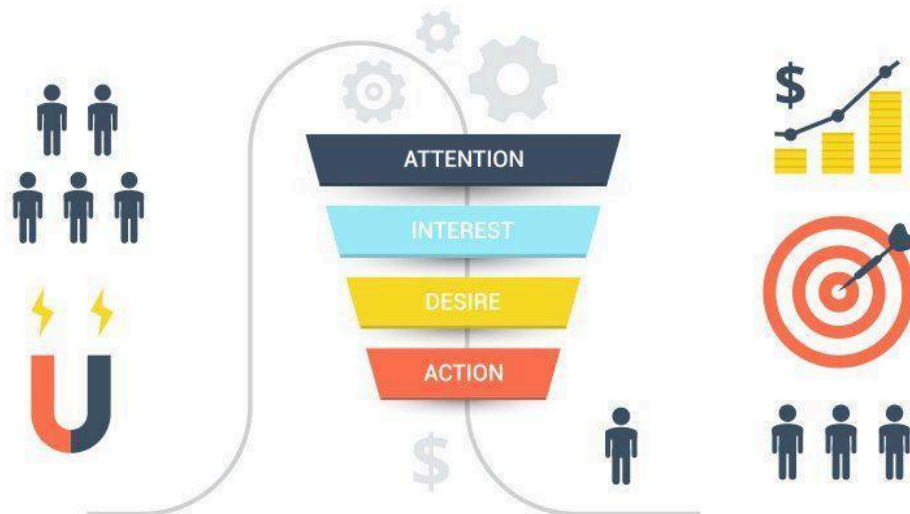 $
ATTENTION
INTEREST
DESIRE
ACTION
$